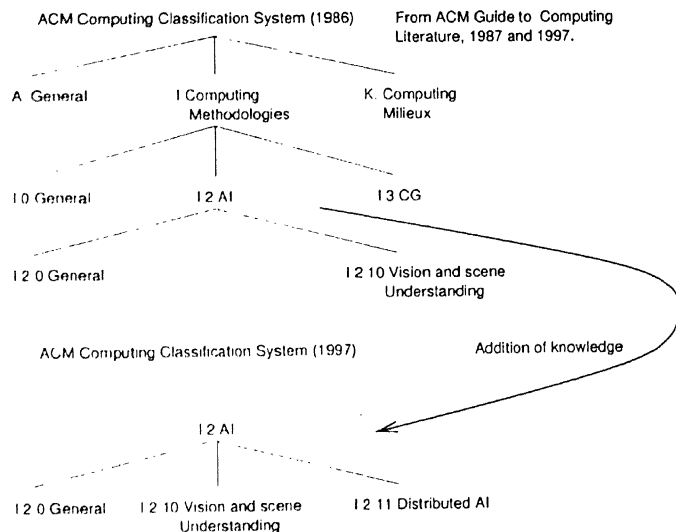 ACM Computing Classification System (1986)
From ACM Guide to Computing
Literature, 1987 and 1997.
A General
I Computing
Methodologies
K. Computing
Milieux
I 0 General
I 2 AI
I 3 CG
I 2 0 General
I 2 10 Vision and scene
Understanding
ACM Computing Classification System (1997)
Addition of knowledge
I 2 AI
I 2 0 General
I 2 10 Vision and scene
Understanding
I 2 11 Distributed AI